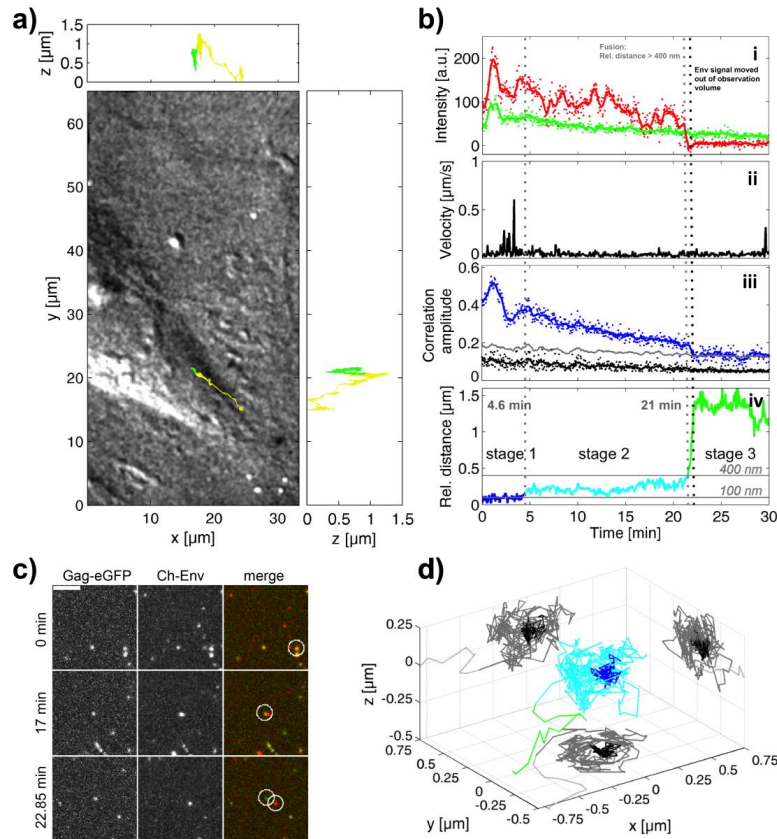 a)
1.5
1.0
0.5
0
z [µm]
60
50
40
30
20
10
0
y [µm]
10 20 30
x [µm]
0 0.5 1.0 1.5
z [µm]
b)
Fusion:
Rel. distance > 400 nm
i
Env signal moved
out of observation
volume
200
100
0
Intensity [a.u.]
ii
1
0.5
0
Velocity [µm/s]
iii
0.6
0.4
0.2
0
Correlation
amplitude
iv
4.6 min 21 min
stage 1 stage 2 stage 3
400 nm
100 nm
1.5
1
0.5
0
Rel. distance [µm]
0 5 10 15 20 25 30
Time [min]
c)
Gag-eGFP Ch-Env merge
0 min
17 min
22.85 min
d)
0.25
0
-0.25
-0.5
z [µm]
0.75
0.5
0.25
0
-0.25
-0.5
y [µm]
-0.5
-0.25
0
0.25
0.5
0.75
x [µm]